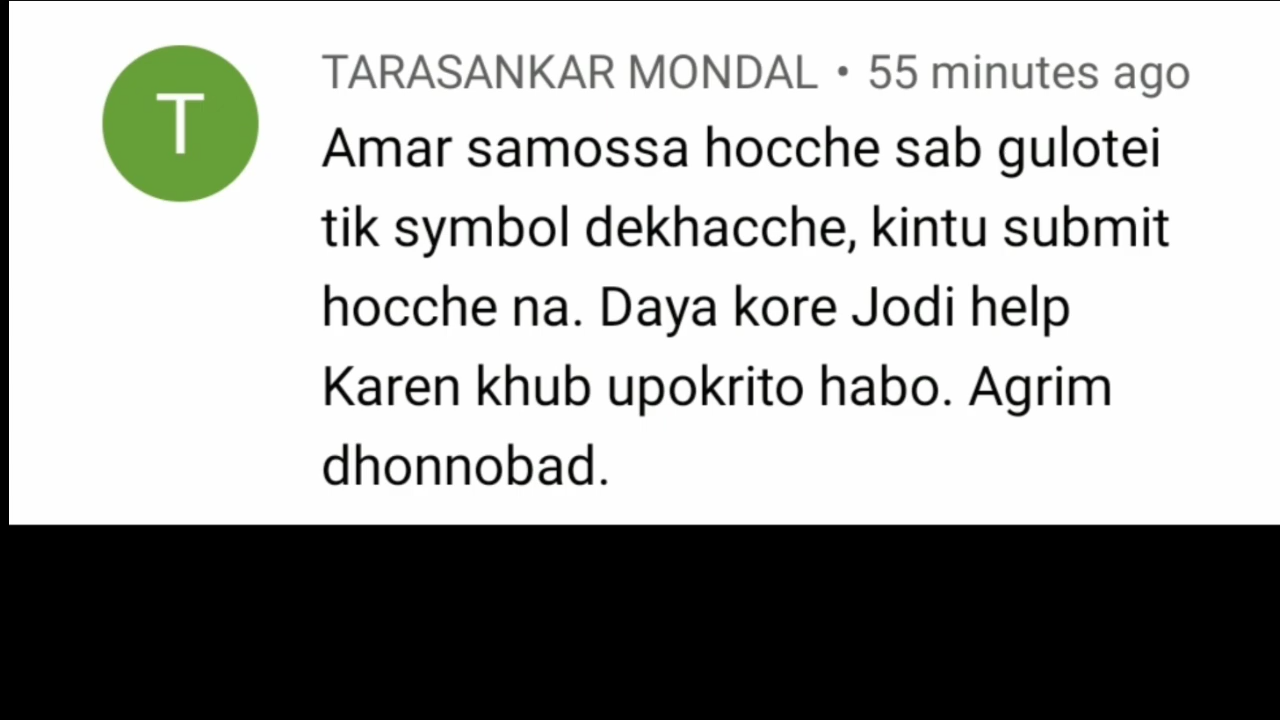 T
TARASANKAR MONDAL • 55 minutes ago
Amar samossa hocche sab gulotei
tik symbol dekhacche, kintu submit
hocche na. Daya kore Jodi help
Karen khub upokrito habo. Agrim
dhonnobad.